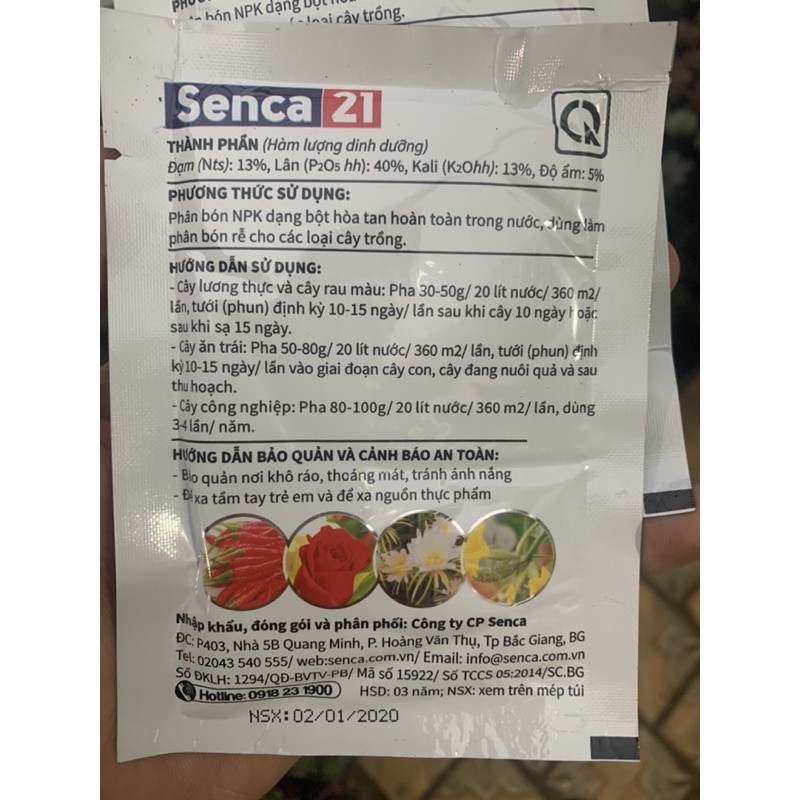 bón NPK dạng bột
loại cây trồng.
Senca 21
THÀNH PHẦN (Hàm lượng dinh dưỡng)
Đạm (Nts): 13%, Lân (P2O5 hh): 40%, Kali (K2Ohh): 13%, Độ ẩm: 5%
PHƯƠNG THỨC SỬ DỤNG:
Phân bón NPK dạng bột hòa tan hoàn toàn trong nước, dùng làm
phân bón rễ cho các loại cây trồng.
HƯỚNG DẪN SỬ DỤNG:
- Cây lương thực và cây rau màu: Pha 30-50g/ 20 lít nước/ 360 m2/
lần, tưới (phun) định kỳ 10-15 ngày/ lần sau khi cây 10 ngày hoặc
sau khi sạ 15 ngày.
- Cây ăn trái: Pha 50-80g/ 20 lít nước/ 360 m2/ lần, tưới (phun) định
kỳ 10-15 ngày/ lần vào giai đoạn cây con, cây đang nuôi quả và sau
thu hoạch.
- Cây công nghiệp: Pha 80-100g/ 20 lít nước/ 360 m2/ lần, dùng
3-4 lần/ năm.
HƯỚNG DẪN BẢO QUẢN VÀ CẢNH BÁO AN TOÀN:
- Bảo quản nơi khô ráo, thoáng mát, tránh ánh nắng
- Để xa tầm tay trẻ em và để xa nguồn thực phẩm
Nhập khẩu, đóng gói và phân phối: Công ty CP Senca
ĐC: P403, Nhà 5B Quang Minh, P. Hoàng Văn Thụ, Tp Bắc Giang, BG
Tel: 02043 540 555/ web:senca.com.vn/ Email: info@senca.com.vn
Số ĐKLH: 1294/QĐ-BVTV-PB/ Mã số 15922/ Số TCCS 05:2014/SC.BG
Hotline: 0918 23 1900 HSD: 03 năm; NSX: xem trên mép túi
NSX:02/01/2020